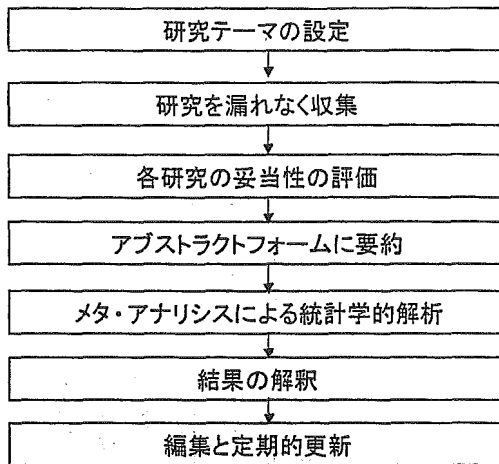 研究テーマの設定
研究を漏れなく収集
各研究の妥当性の評価
アブストラクトフォームに要約
メタ・アナリシスによる統計学的解析
結果の解釈
編集と定期的更新